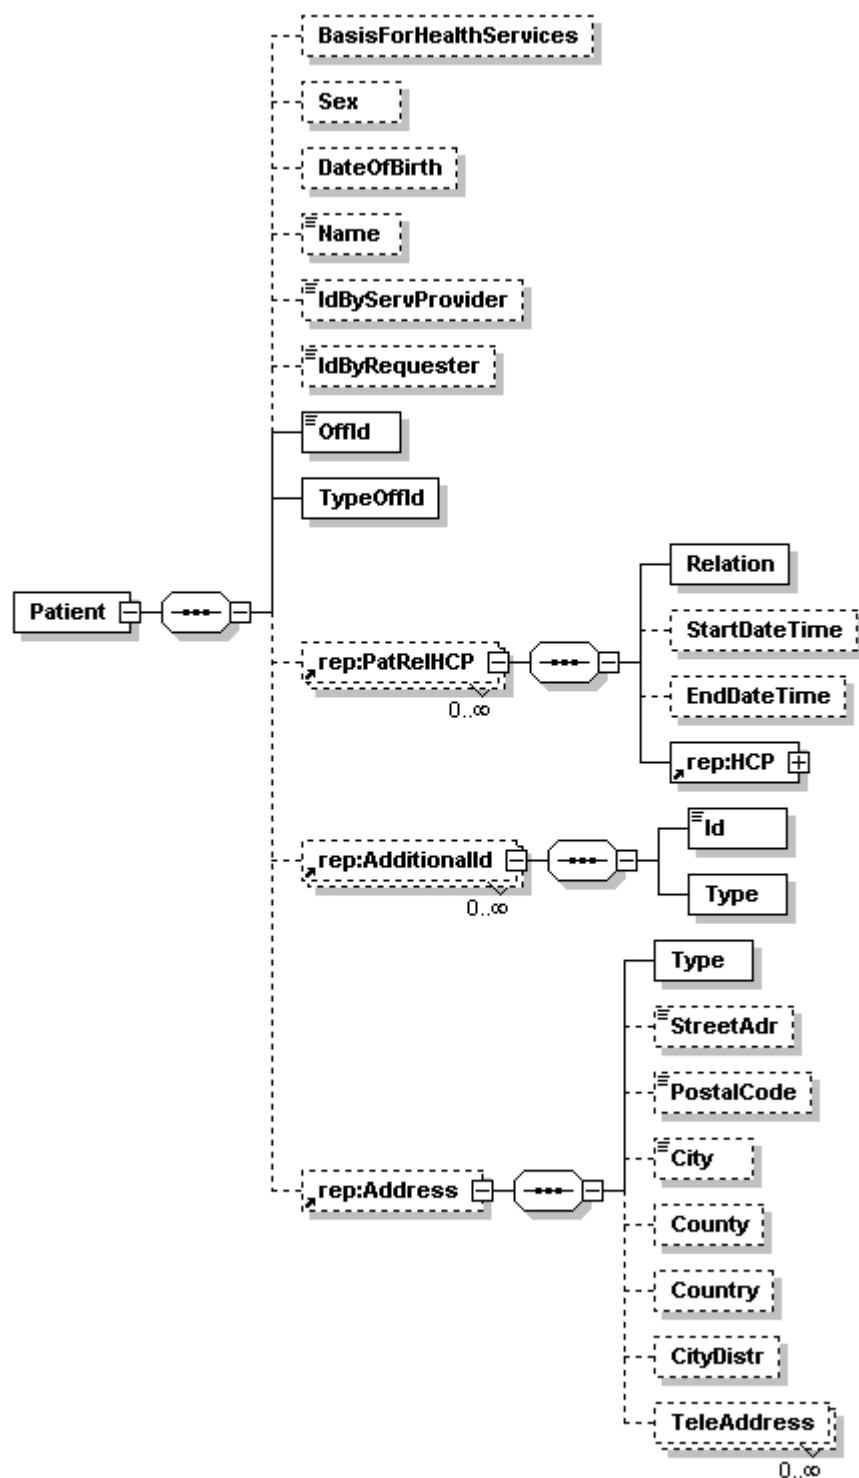 BasisForHealthServices
Sex
DateOfBirth
Name
IdByServProvider
IdByRequester
OffId
TypeOffId
Patient
rep:PatRelHCP
0..∞
Relation
StartDateTime
EndDateTime
rep:HCP
rep:AdditionalId
0..∞
Id
Type
rep:Address
Type
StreetAdr
PostalCode
City
County
Country
CityDistr
TeleAddress
0..∞